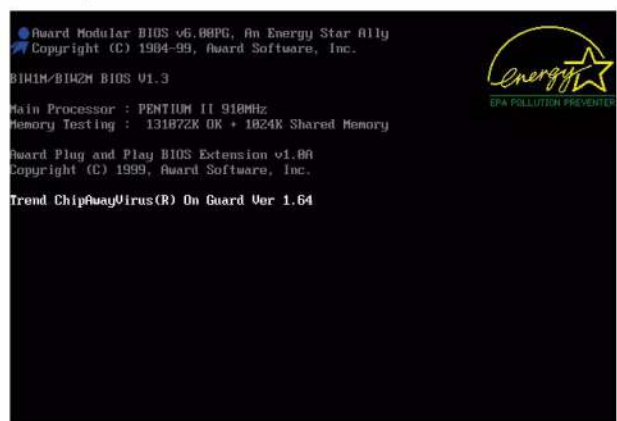 Award Modular BIOS v6.00PG, An Energy Star Ally
Copyright (C) 1984-99, Award Software, Inc.
energy
EPA POLLUTION PREVENTER
BIW1M/BIW2M BIOS V1.3
Main Processor : PENTIUM II 910MHz
Memory Testing : 131072K OK + 1024K Shared Memory
Award Plug and Play BIOS Extension v1.0A
Copyright (C) 1999, Award Software, Inc.
Trend ChipAwayVirus(R) On Guard Ver 1.64